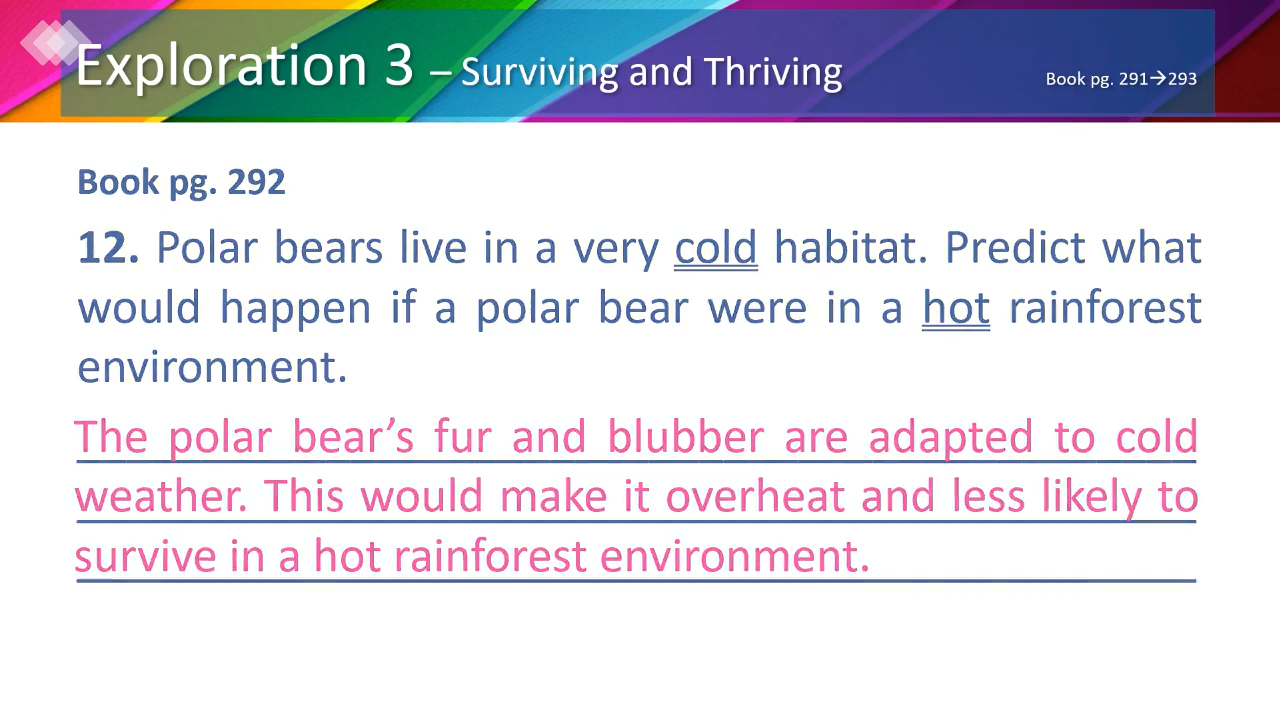 Exploration 3 – Surviving and Thriving
Book pg. 291→293
Book pg. 292
12. Polar bears live in a very cold habitat. Predict what
would happen if a polar bear were in a hot rainforest
environment.
The polar bear’s fur and blubber are adapted to cold
weather. This would make it overheat and less likely to
survive in a hot rainforest environment.